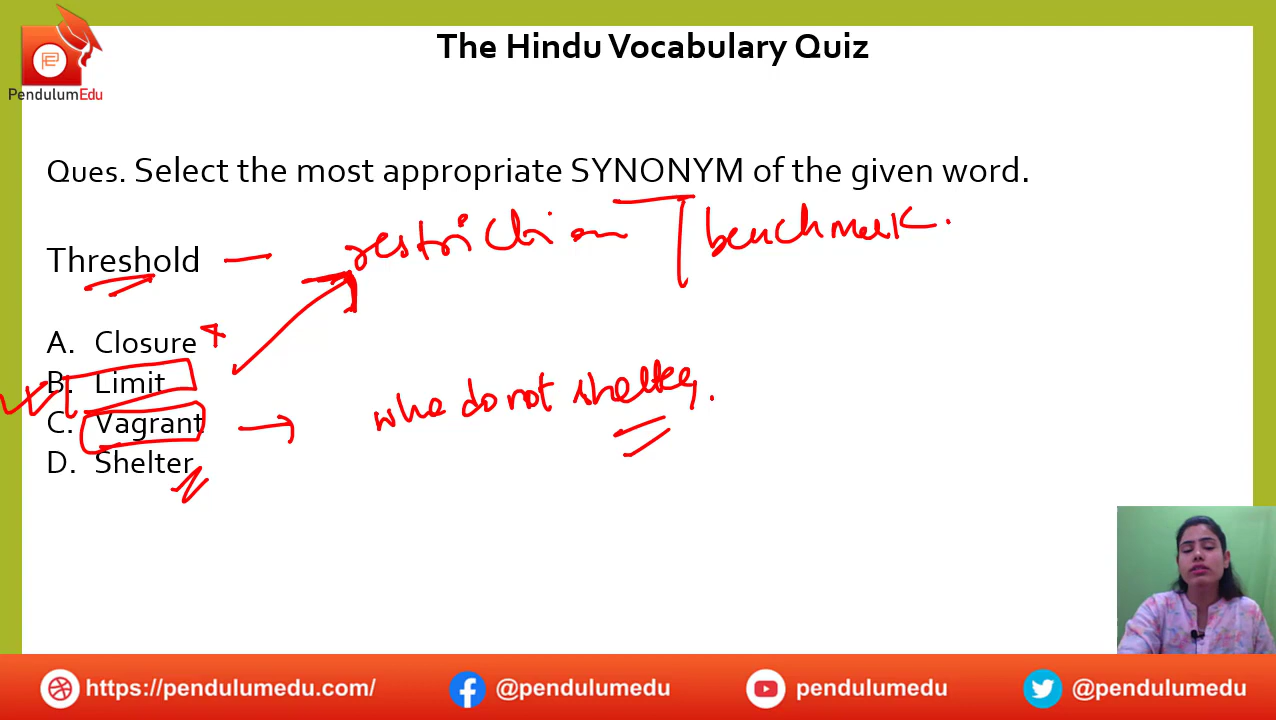 The Hindu Vocabulary Quiz
PendulumEdu
Ques. Select the most appropriate SYNONYM of the given word.
Threshold – restriction / benchmark.
A. Closure
B. Limit
C. Vagrant → who do not shelter.
D. Shelter
https://pendulumedu.com/ @pendulumedu pendulumedu @pendulumedu